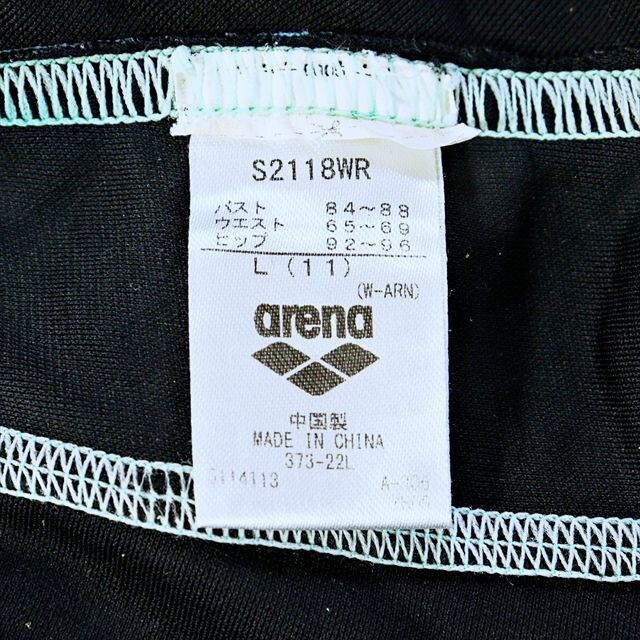 S2118WR
バスト 84～88
ウエスト 65～69
ヒップ 92～96
L (11)
(W-ARN)
arena
中国製
MADE IN CHINA
373-22L